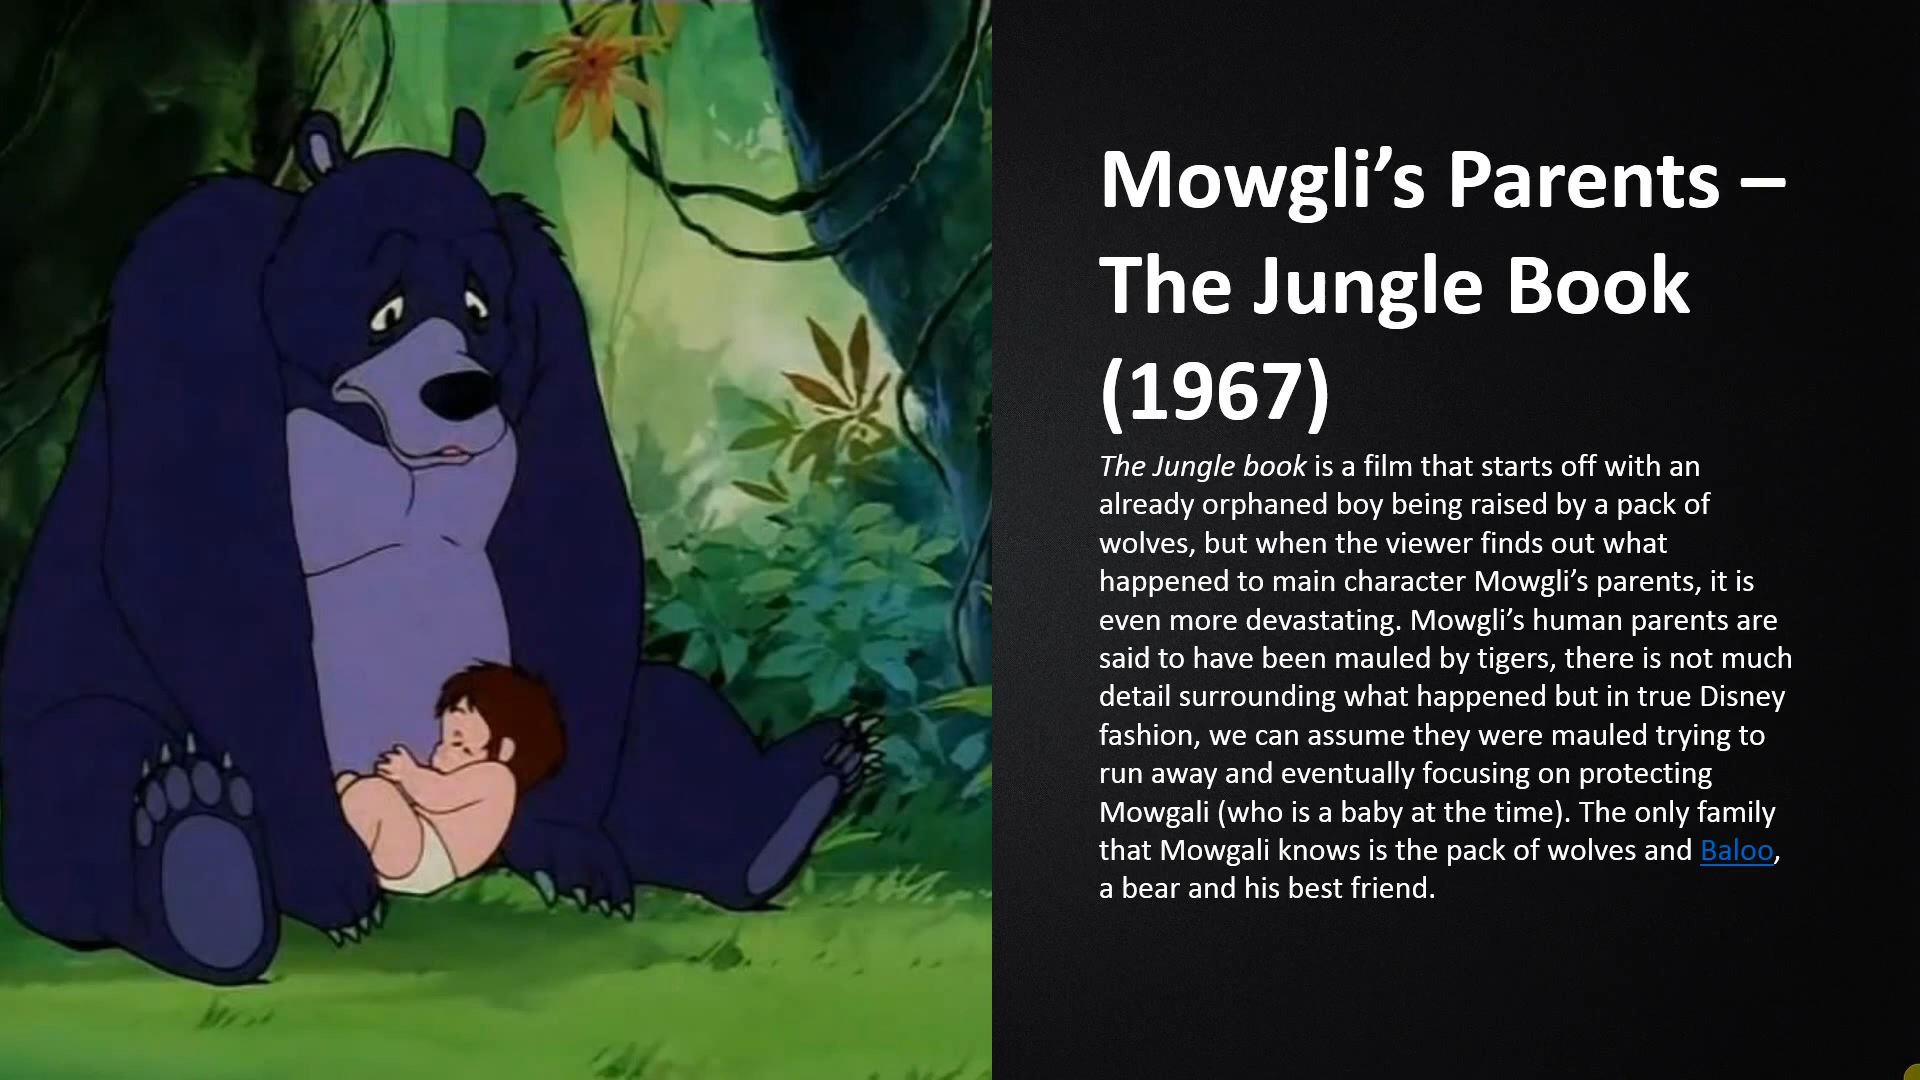 Mowgli’s Parents –
The Jungle Book
(1967)
The Jungle book is a film that starts off with an
already orphaned boy being raised by a pack of
wolves, but when the viewer finds out what
happened to main character Mowgli’s parents, it is
even more devastating. Mowgli’s human parents are
said to have been mauled by tigers, there is not much
detail surrounding what happened but in true Disney
fashion, we can assume they were mauled trying to
run away and eventually focusing on protecting
Mowgali (who is a baby at the time). The only family
that Mowgali knows is the pack of wolves and Baloo,
a bear and his best friend.